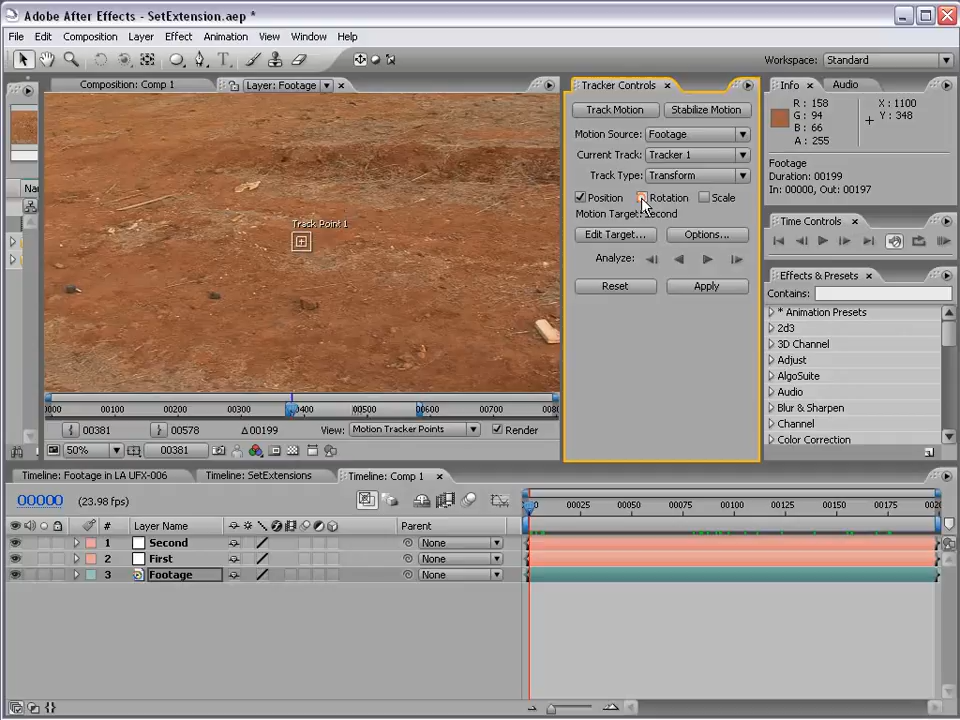 Adobe After Effects - SetExtension.aep *
File Edit Composition Layer Effect Animation View Window Help
Workspace: Standard
Composition: Comp 1
Layer: Footage
Tracker Controls
Info
Audio
Track Motion
Stabilize Motion
Motion Source: Footage
Current Track: Tracker 1
Track Type: Transform
Position
Rotation
Scale
Motion Target: Second
Edit Target...
Options...
Analyze:
Reset
Apply
R : 158
G : 94
B : 66
A : 255
X : 1100
Y : 348
Footage
Duration: 00199
In: 00000, Out: 00197
Time Controls
Effects & Presets
Contains:
* Animation Presets
2d3
3D Channel
Adjust
AlgoSuite
Audio
Blur & Sharpen
Channel
Color Correction
Nan
Track Point 1
0000 00100 00200 00300 00400 00500 00600 00700 0080
00381
00578
Δ 00199
View: Motion Tracker Points
Render
50%
00381
Timeline: Footage in LA UFX-006
Timeline: SetExtensions
Timeline: Comp 1
00000 (23.98 fps)
00025 00050 00075 00100 00125 00150 00175 0020
# Layer Name
Parent
1 Second None
2 First None
3 Footage None